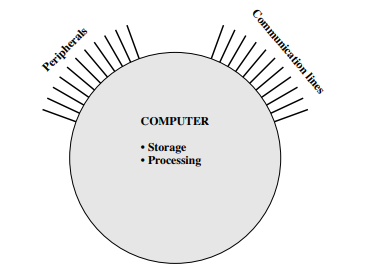 Peripherals
Communication lines
COMPUTER
• Storage
• Processing